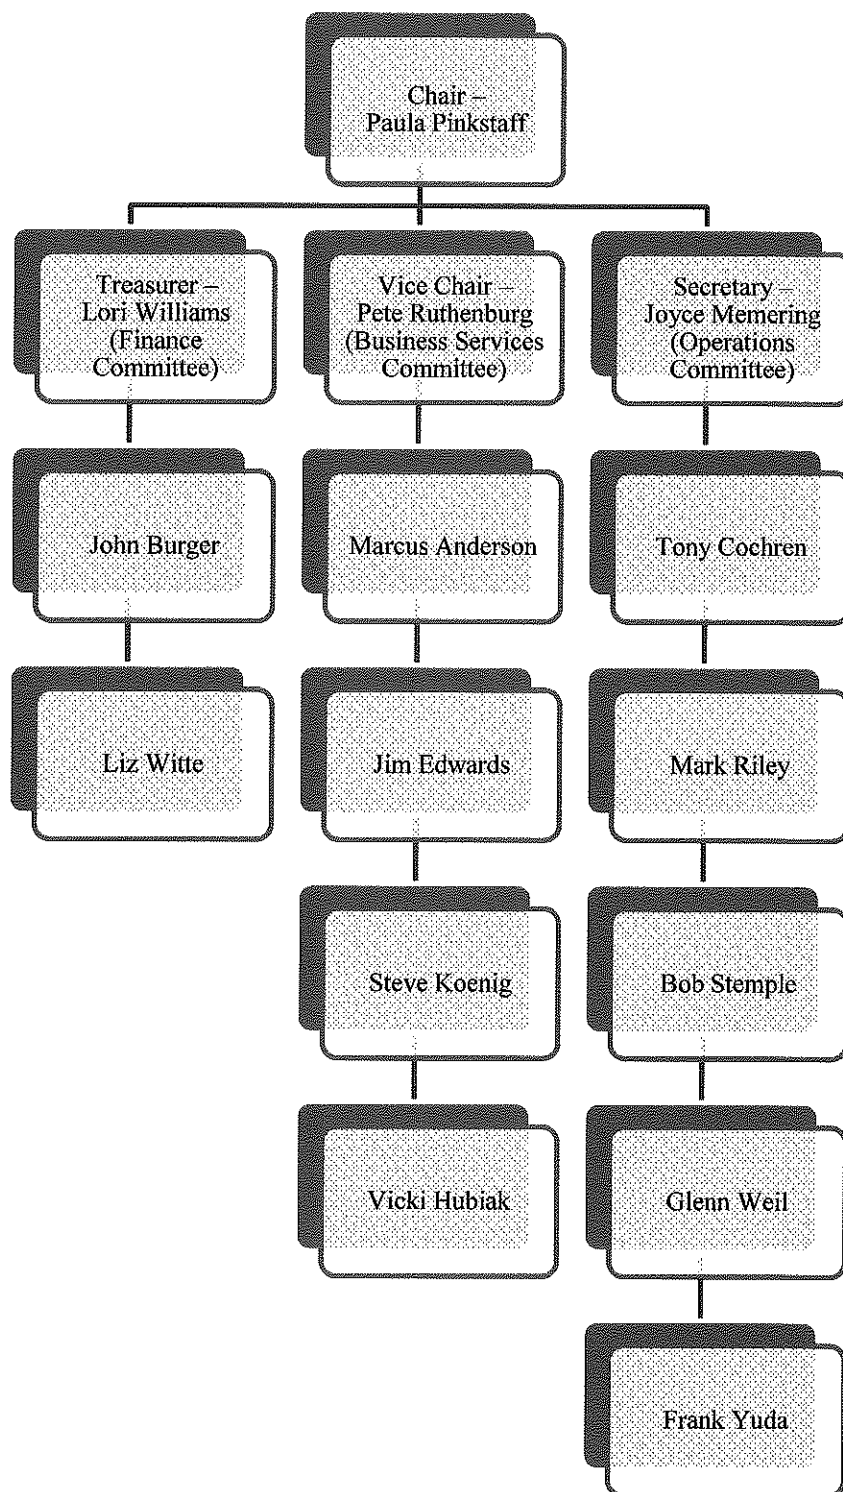 Chair –
Paula Pinkstaff
Treasurer –
Lori Williams
(Finance
Committee)
Vice Chair –
Pete Ruthenburg
(Business Services
Committee)
Secretary –
Joyce Memering
(Operations
Committee)
John Burger
Marcus Anderson
Tony Cochren
Liz Witte
Jim Edwards
Mark Riley
Steve Koenig
Bob Stemple
Vicki Hubiak
Glenn Weil
Frank Yuda